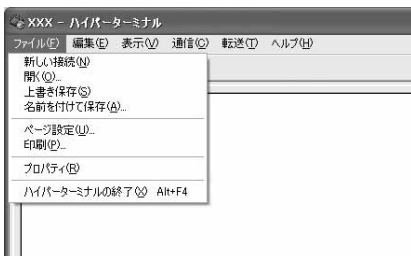 XXX - ハイパーターミナル
ファイル(F) 編集(E) 表示(V) 通信(C) 転送(T) ヘルプ(H)
新しい接続(N)
開く(O)...
上書き保存(S)
名前を付けて保存(A)...
ページ設定(U)...
印刷(P)...
プロパティ(R)
ハイパーターミナルの終了(X) Alt+F4